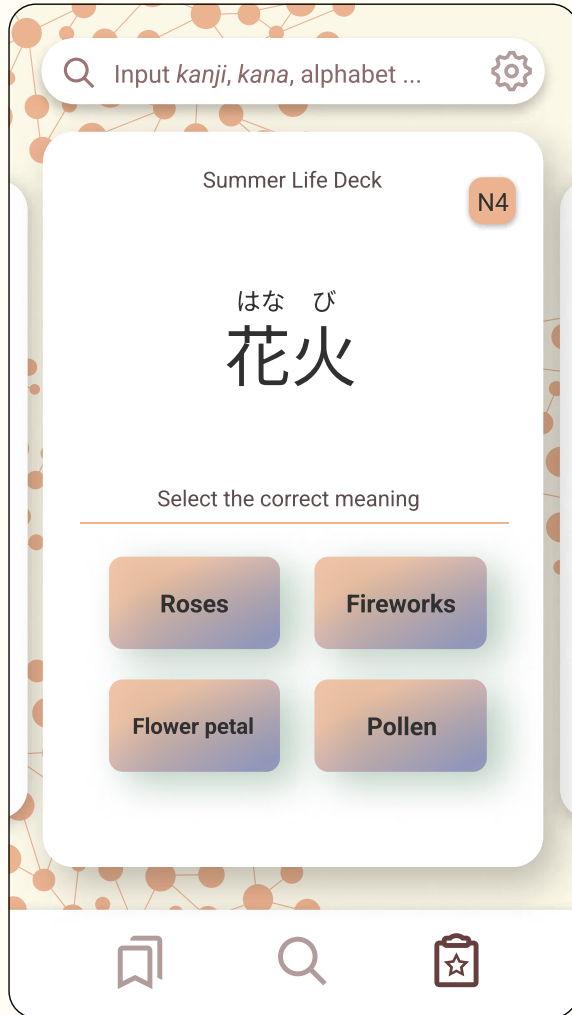 Input kanji, kana, alphabet ...
Summer Life Deck
N4
はな び
花火
Select the correct meaning
Roses
Fireworks
Flower petal
Pollen